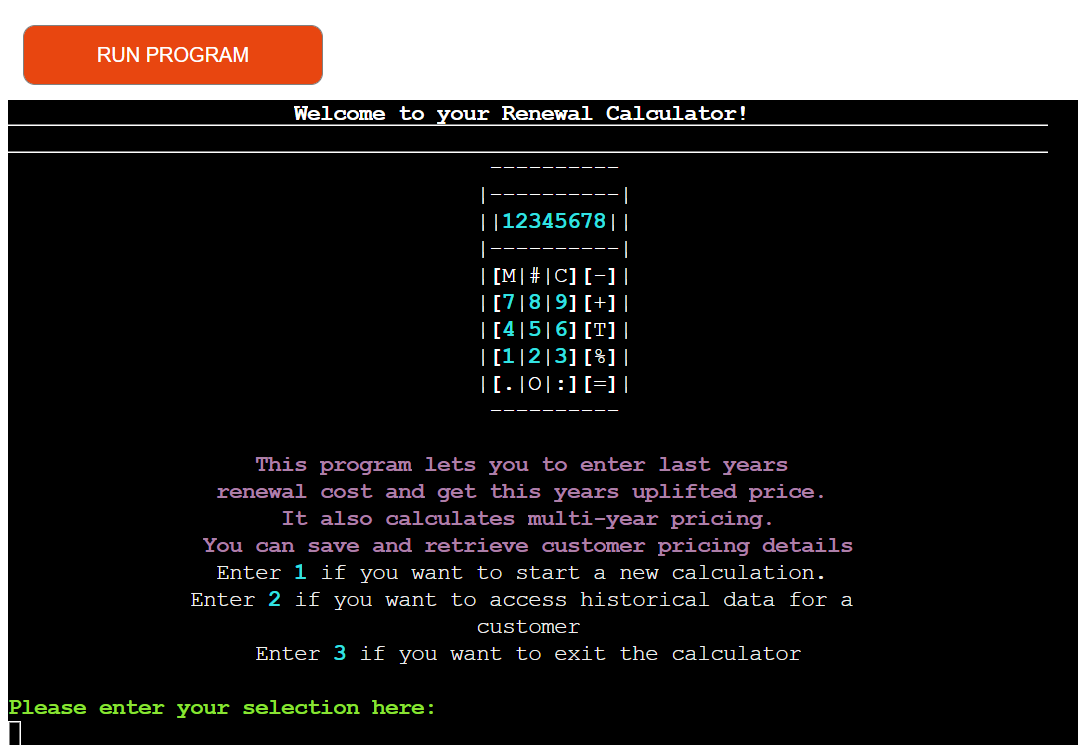 RUN PROGRAM
Welcome to your Renewal Calculator!
----------
|----------|
||12345678||
|----------|
|[M|#|C][-]|
|[7|8|9][+]|
|[4|5|6][T]|
|[1|2|3][%]|
|[.|O|:][=]|
----------
This program lets you to enter last years
renewal cost and get this years uplifted price.
It also calculates multi-year pricing.
You can save and retrieve customer pricing details
Enter 1 if you want to start a new calculation.
Enter 2 if you want to access historical data for a
customer
Enter 3 if you want to exit the calculator
Please enter your selection here: